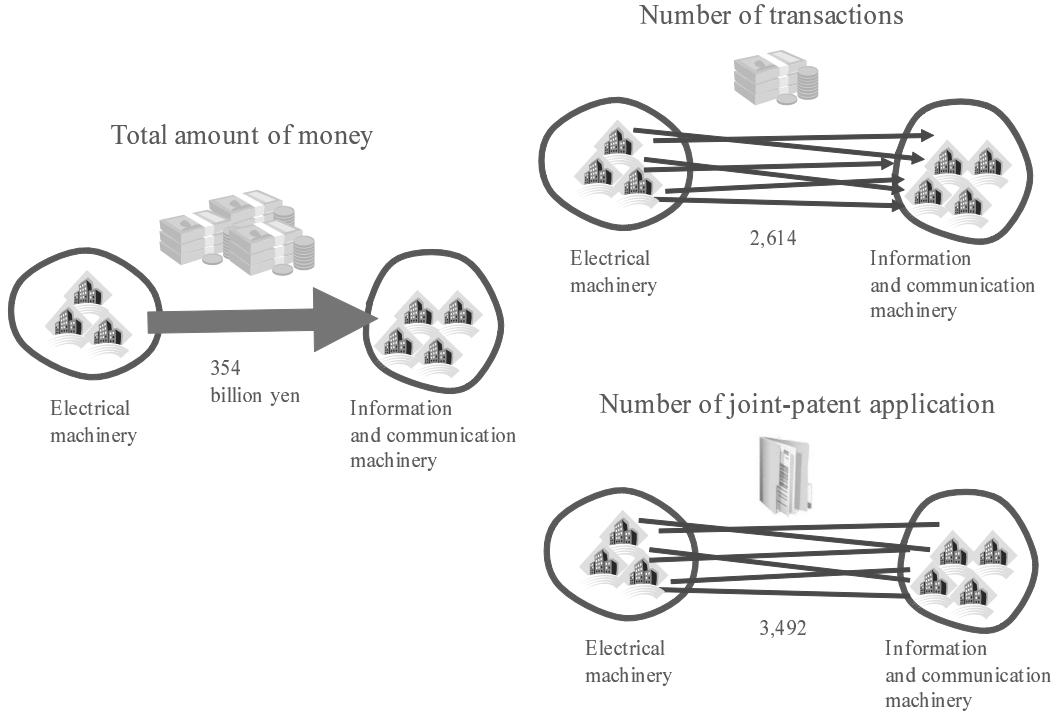 Total amount of money
354
billion yen
Electrical
machinery
Information
and communication
machinery
Number of transactions
2,614
Electrical
machinery
Information
and communication
machinery
Number of joint-patent application
3,492
Electrical
machinery
Information
and communication
machinery